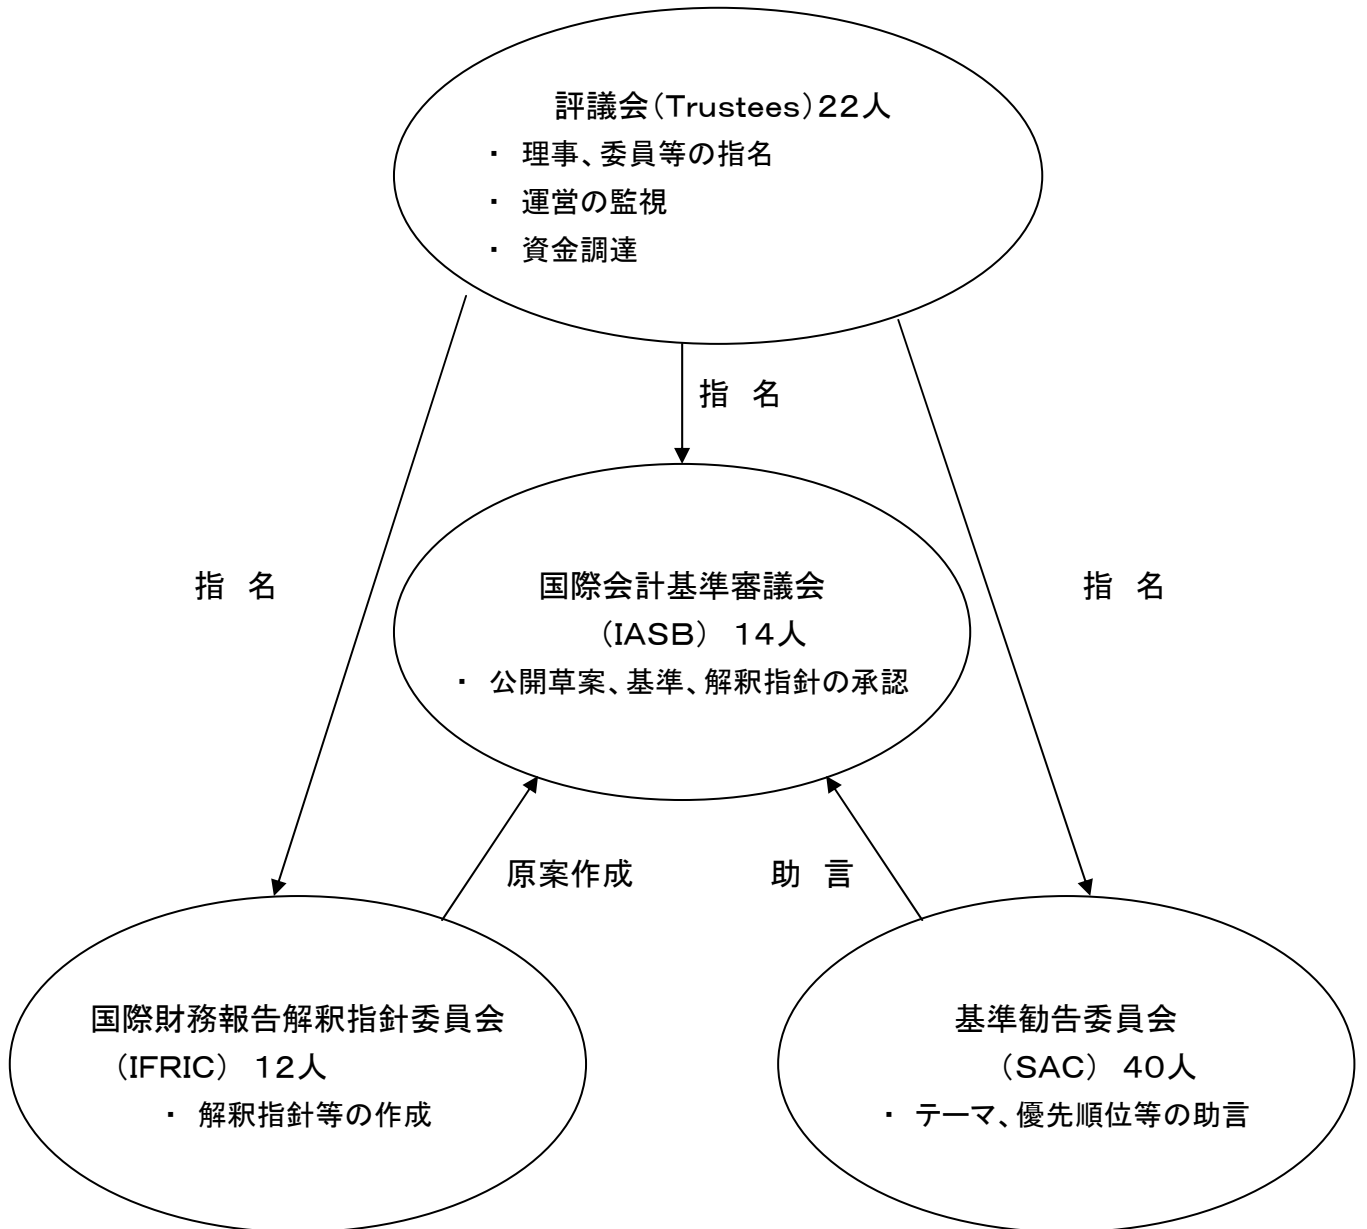 評議会(Trustees)22人
・ 理事、委員等の指名
・ 運営の監視
・ 資金調達
指 名
指 名
指 名
国際会計基準審議会
(IASB) 14人
・ 公開草案、基準、解釈指針の承認
原案作成
助 言
国際財務報告解釈指針委員会
(IFRIC) 12人
・ 解釈指針等の作成
基準勧告委員会
(SAC) 40人
・ テーマ、優先順位等の助言